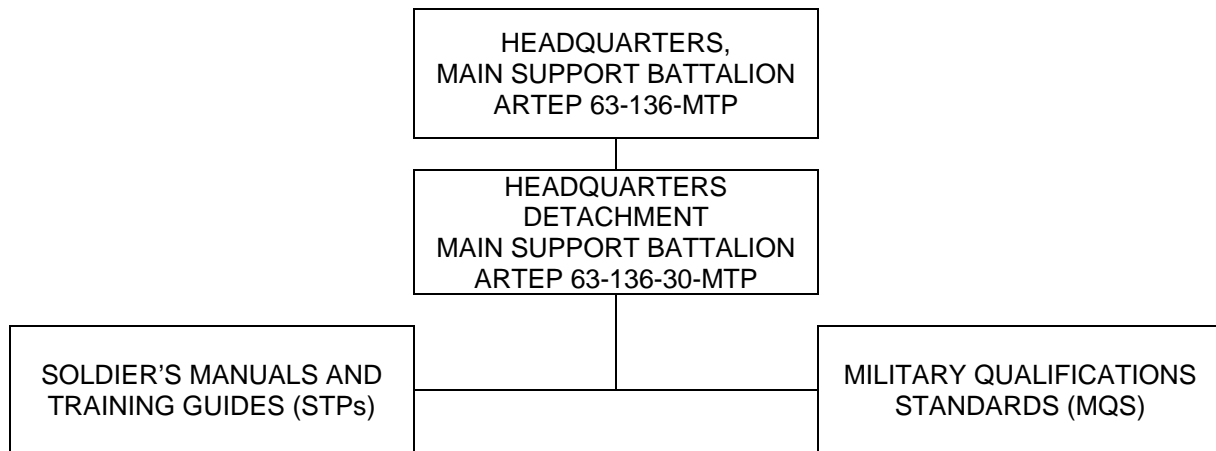 HEADQUARTERS,
MAIN SUPPORT BATTALION
ARTEP 63-136-MTP
HEADQUARTERS
DETACHMENT
MAIN SUPPORT BATTALION
ARTEP 63-136-30-MTP
SOLDIER’S MANUALS AND
TRAINING GUIDES (STPs)
MILITARY QUALIFICATIONS
STANDARDS (MQS)